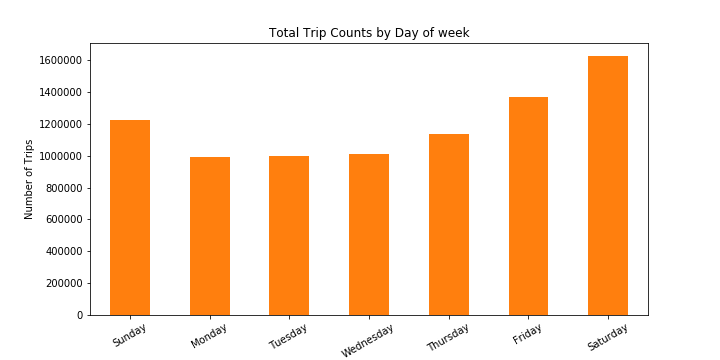 Total Trip Counts by Day of week
Number of Trips
1600000
1400000
1200000
1000000
800000
600000
400000
200000
0
Sunday
Monday
Tuesday
Wednesday
Thursday
Friday
Saturday